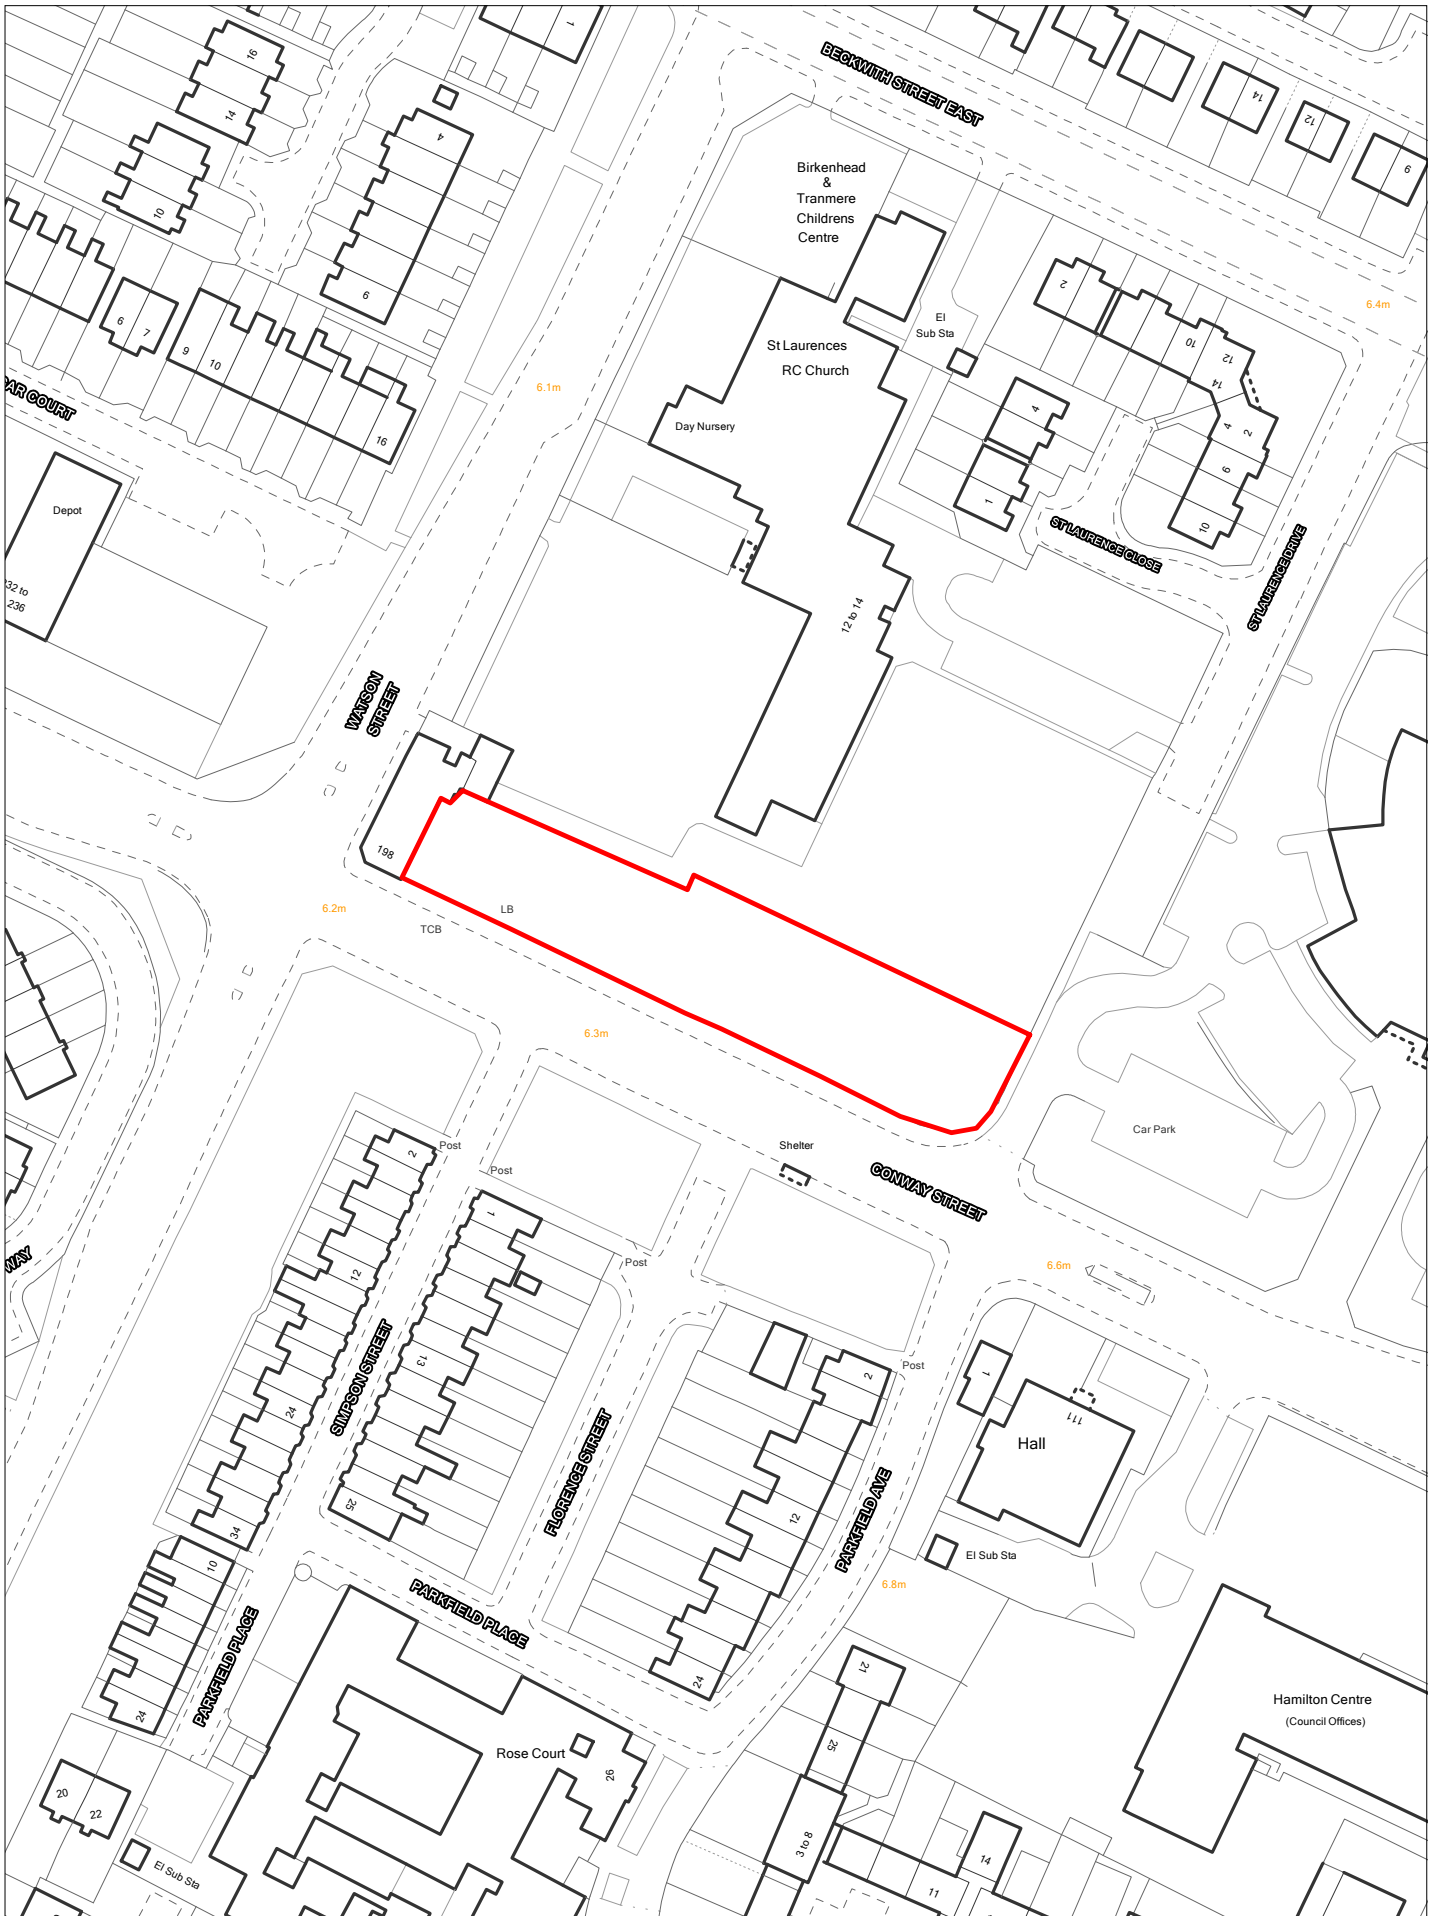 1
16
14
4
10
9
6
7
9
10
16
BECKWITH STREET EAST
14
12
9
Birkenhead
&
Tranmere
Childrens
Centre
6.4m
2
10
12
14
El
Sub Sta
St Laurences
RC Church
6.1m
DAR COURT
4
4
2
Day Nursery
6
1
10
Depot
ST LAURENCE CLOSE
ST LAURENCE DRIVE
232 to
236
12 to 14
WATSON
STREET
198
6.2m
LB
TCB
6.3m
Car Park
Post
2
Shelter
Post
CONWAY STREET
1
WAY
Post
12
6.6m
SIMPSON STREET
13
Post
2
1
24
111
Hall
FLORENCE STREET
PARKFIELD AVE
25
12
34
El Sub Sta
10
6.8m
PARKFIELD PLACE
PARKFIELD PLACE
24
21
Hamilton Centre
(Council Offices)
24
25
Rose Court
26
20
22
3 to 8
El Sub Sta
14
11